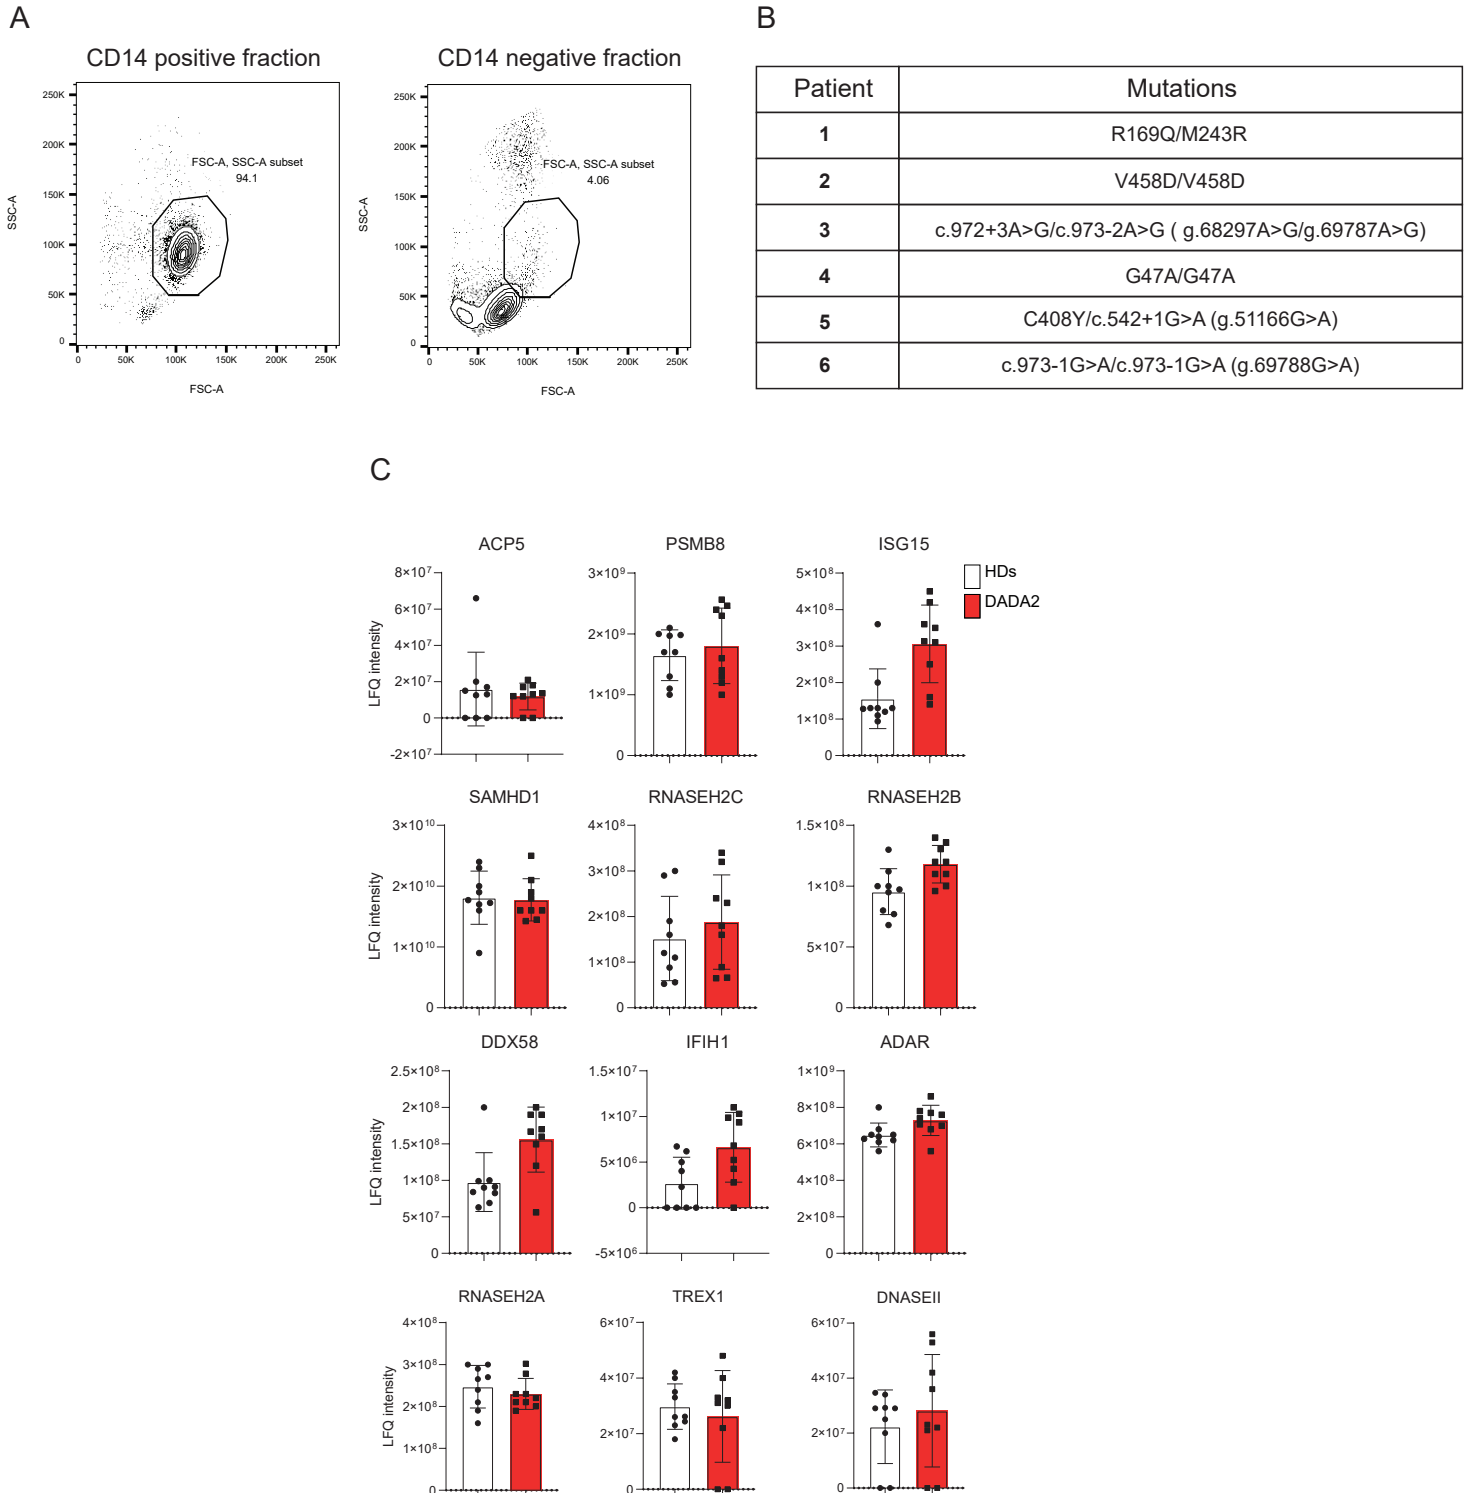 A
B
CD14 positive fraction
CD14 negative fraction
250K
200K
150K
100K
50K
0
SSC-A
FSC-A, SSC-A subset
94.1
0 50K 100K 150K 200K 250K
FSC-A
250K
200K
150K
100K
50K
0
SSC-A
FSC-A, SSC-A subset
4.06
0 50K 100K 150K 200K 250K
FSC-A
Patient Mutations
1 R169Q/M243R
2 V458D/V458D
3 c.972+3A>G/c.973-2A>G ( g.68297A>G/g.69787A>G)
4 G47A/G47A
5 C408Y/c.542+1G>A (g.51166G>A)
6 c.973-1G>A/c.973-1G>A (g.69788G>A)
C
ACP5
8×10⁷
6×10⁷
4×10⁷
2×10⁷
0
-2×10⁷
LFQ intensity
PSMB8
3×10⁹
2×10⁹
1×10⁹
0
ISG15
5×10⁸
4×10⁸
3×10⁸
2×10⁸
1×10⁸
0
HDs
DADA2
SAMHD1
3×10¹⁰
2×10¹⁰
1×10¹⁰
0
LFQ intensity
RNASEH2C
4×10⁸
3×10⁸
2×10⁸
1×10⁸
0
RNASEH2B
1.5×10⁸
1×10⁸
5×10⁷
0
DDX58
2.5×10⁸
2×10⁸
1.5×10⁸
1×10⁸
5×10⁷
0
LFQ intensity
IFIH1
1.5×10⁷
1×10⁷
5×10⁶
0
-5×10⁶
ADAR
1×10⁹
8×10⁸
6×10⁸
4×10⁸
2×10⁸
0
RNASEH2A
4×10⁸
3×10⁸
2×10⁸
1×10⁸
0
LFQ intensity
TREX1
6×10⁷
4×10⁷
2×10⁷
0
DNASEII
6×10⁷
4×10⁷
2×10⁷
0